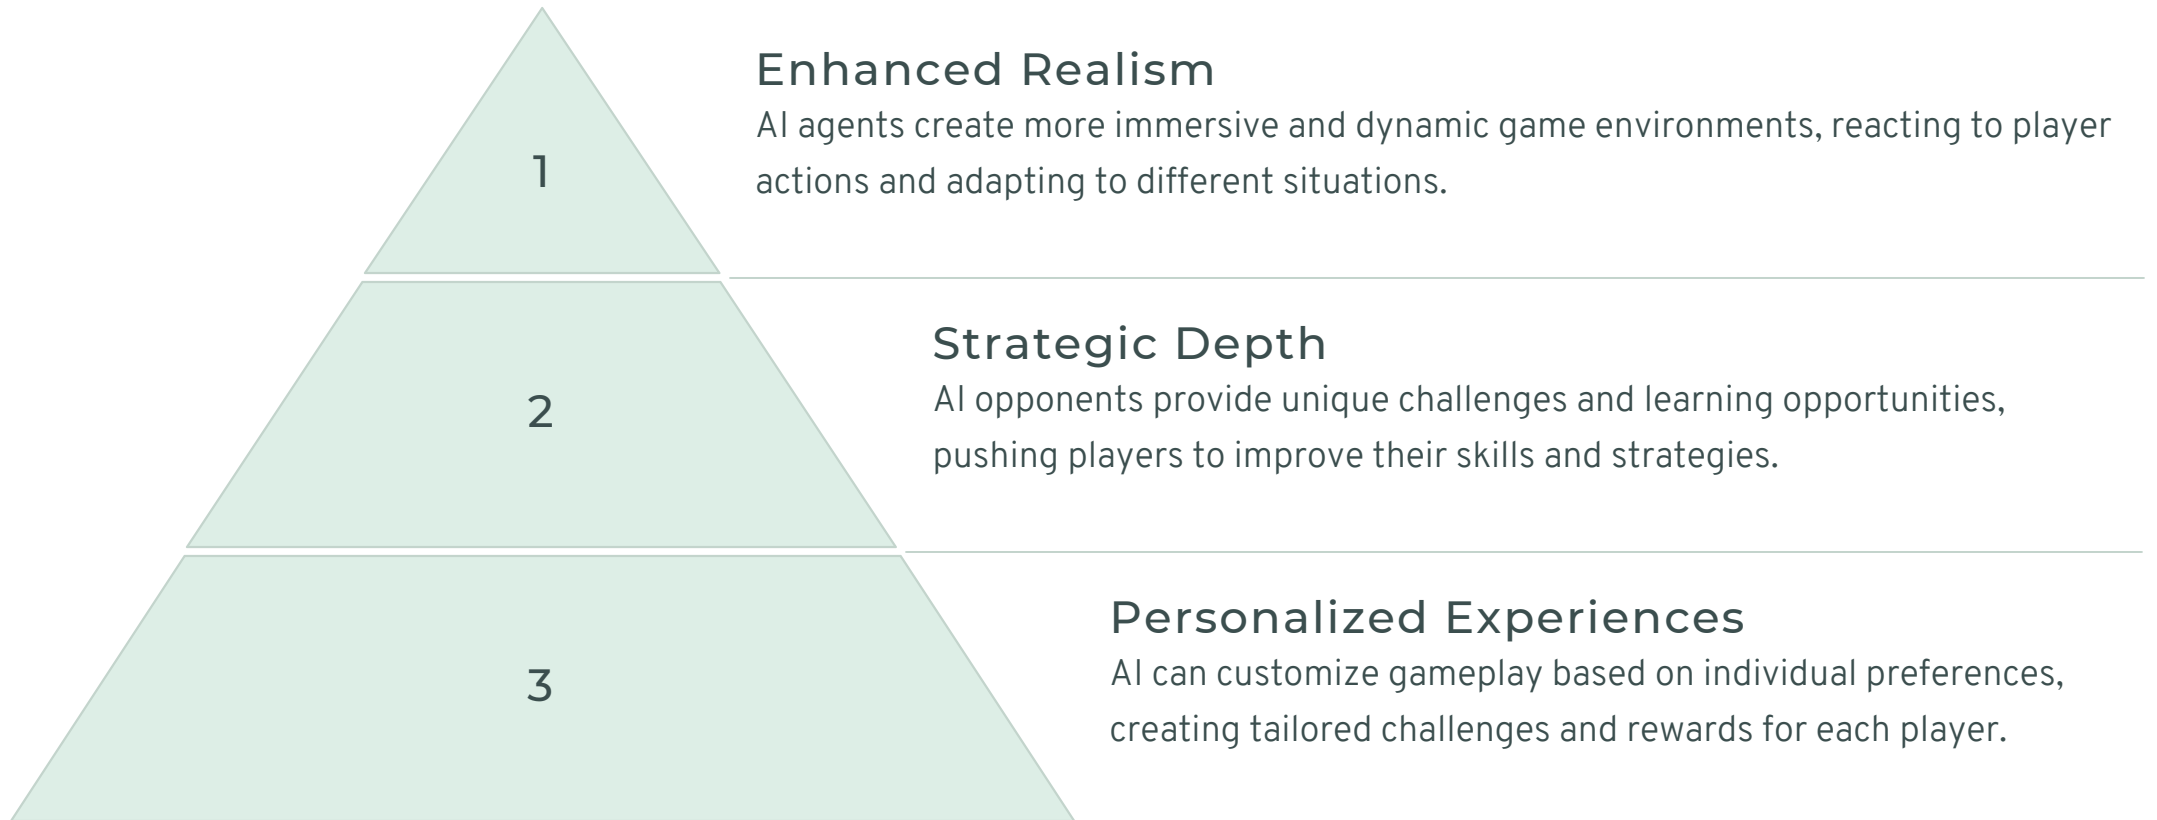 1
Enhanced Realism
AI agents create more immersive and dynamic game environments, reacting to player
actions and adapting to different situations.
2
Strategic Depth
AI opponents provide unique challenges and learning opportunities,
pushing players to improve their skills and strategies.
3
Personalized Experiences
AI can customize gameplay based on individual preferences,
creating tailored challenges and rewards for each player.